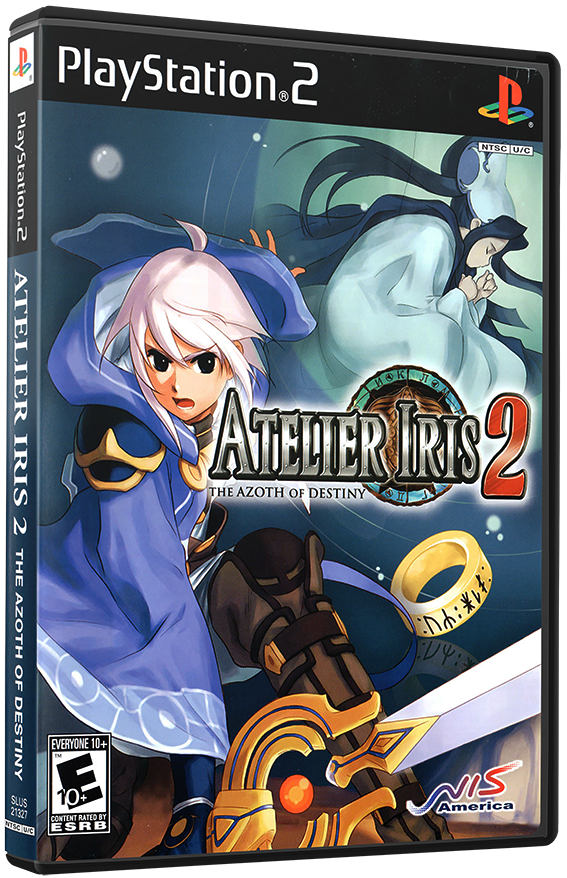 PlayStation®2
NTSC U/C
PlayStation.2
ATELIER IRIS 2 THE AZOTH OF DESTINY
SLUS
21327
NTSC U/C
ATELIER IRIS 2
THE AZOTH OF DESTINY
EVERYONE 10+
E
10+
™
CONTENT RATED BY
ESRB
NIS
America